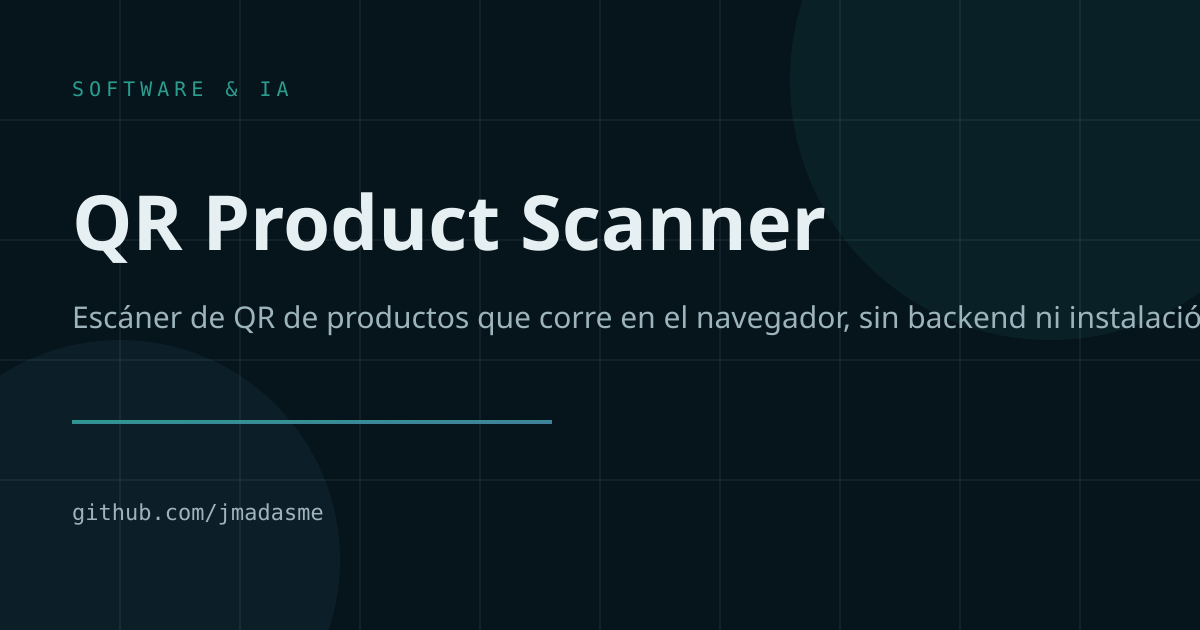 SOFTWARE & IA
QR Product Scanner
Escáner de QR de productos que corre en el navegador, sin backend ni instalació
github.com/jmadasme